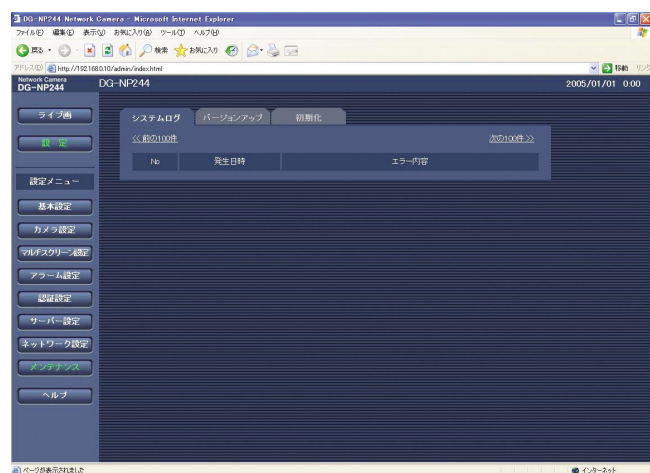 DG-NP244 Network Camera - Microsoft Internet Explorer
ファイル(F) 編集(E) 表示(V) お気に入り(A) ツール(T) ヘルプ(H)
戻る 検索 お気に入り
アドレス(D) http://192.168.0.10/admin/index.html 移動 リンク
Network Camera
DG-NP244
DG-NP244
2005/01/01 0:00
ライブ画
設 定
設定メニュー
基本設定
カメラ設定
マルチスクリーン設定
アラーム設定
認証設定
サーバー設定
ネットワーク設定
メンテナンス
ヘルプ
システムログ バージョンアップ 初期化
<< 前の100件 次の100件 >>
No 発生日時 エラー内容
ページが表示されました インターネット